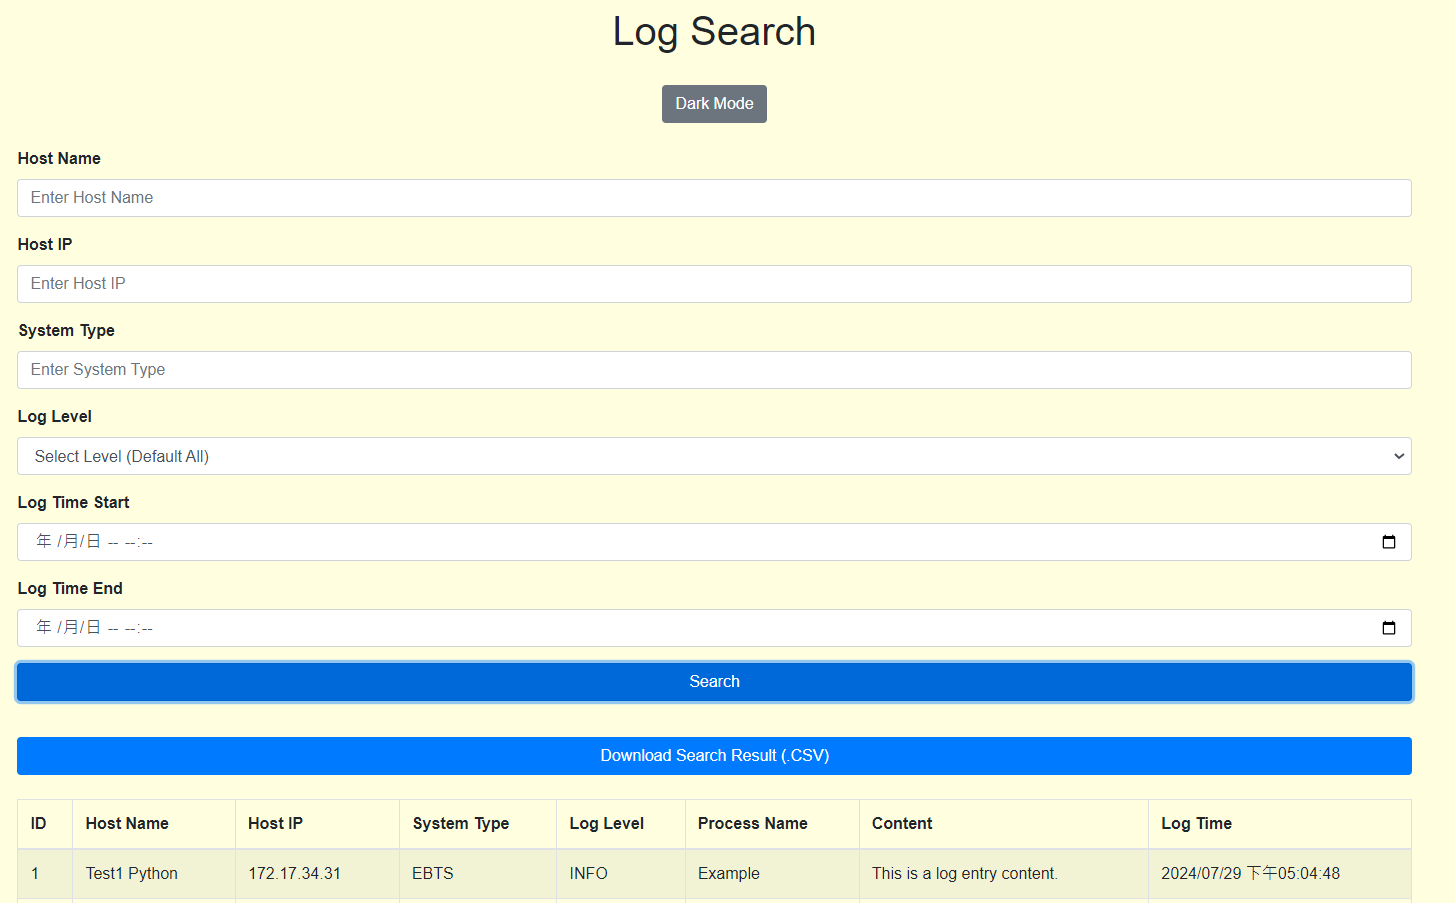 Log Search
Dark Mode
Host Name
Enter Host Name
Host IP
Enter Host IP
System Type
Enter System Type
Log Level
Select Level (Default All)
Log Time Start
年 /月/日 -- --:--
Log Time End
年 /月/日 -- --:--
Search
Download Search Result (.CSV)
ID Host Name Host IP System Type Log Level Process Name Content Log Time
1 Test1 Python 172.17.34.31 EBTS INFO Example This is a log entry content. 2024/07/29 下午05:04:48